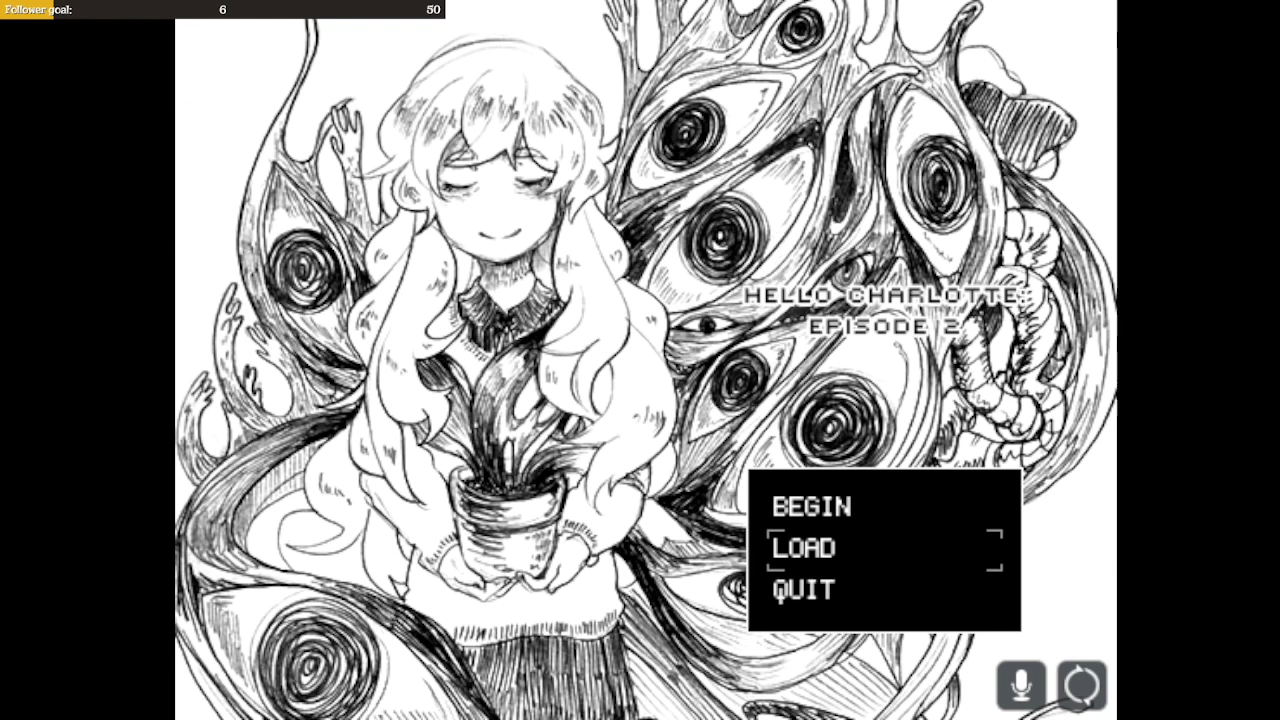 Follower goal: 6 50
HELLO CHARLOTTE:
EPISODE 2
BEGIN
LOAD
QUIT